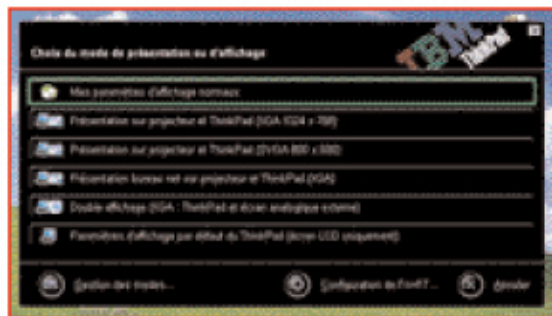 Choix du mode de présentation ou d'affichage
IBM
ThinkPad
Mes paramètres d'affichage normaux
Présentation sur projecteur et ThinkPad (XGA 1024 x 768)
Présentation sur projecteur et ThinkPad (SVGA 800 x 600)
Présentation bureau net sur projecteur et ThinkPad (XGA)
Double affichage (XGA : ThinkPad et écran analogique externe)
Paramètres d'affichage par défaut du ThinkPad (écran LCD uniquement)
Gestion des modes...
Configuration de Fn+F7...
Annuler